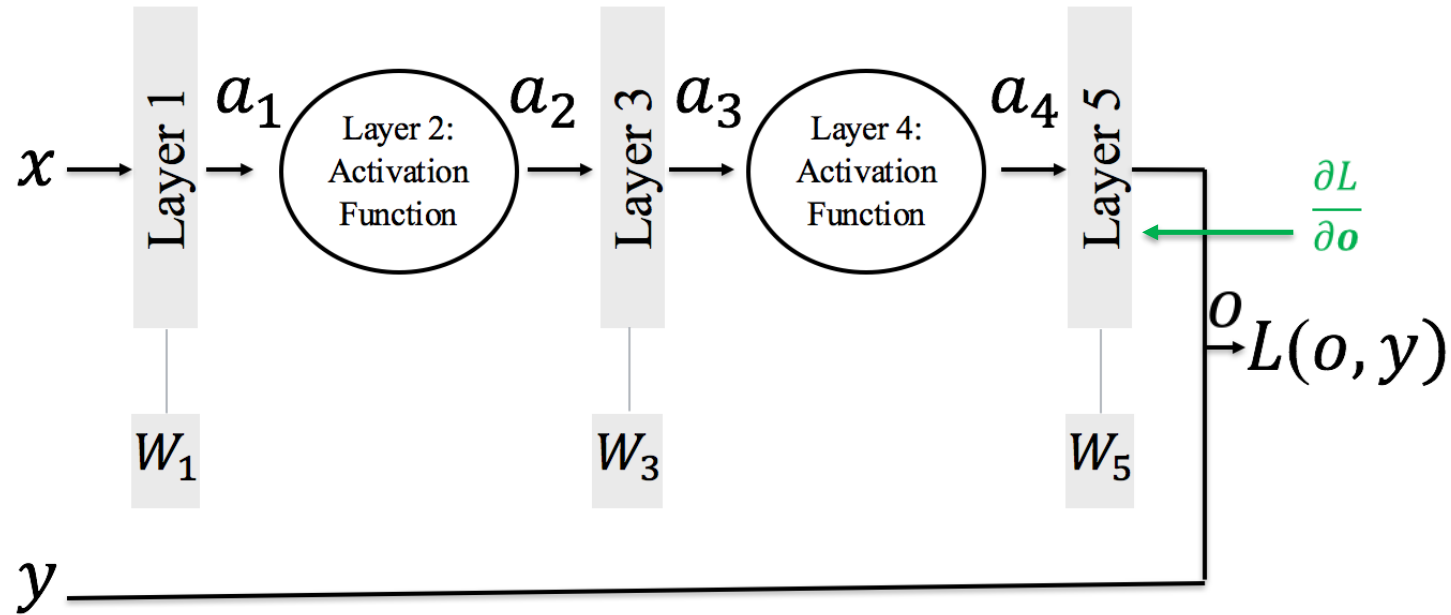 x
Layer 1
a₁
Layer 2:
Activation
Function
a₂
Layer 3
a₃
Layer 4:
Activation
Function
a₄
Layer 5
∂L
∂o
o
L(o, y)
W₁
W₃
W₅
y